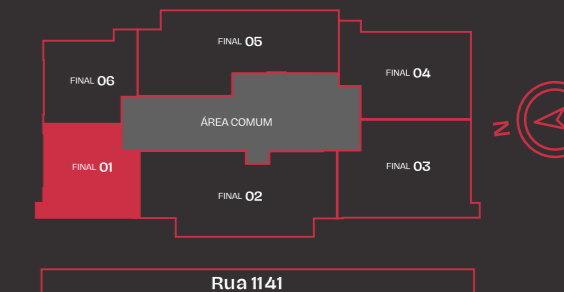 FINAL 05
FINAL 06
FINAL 04
ÁREA COMUM
FINAL 01
FINAL 03
FINAL 02
N
Rua 1141